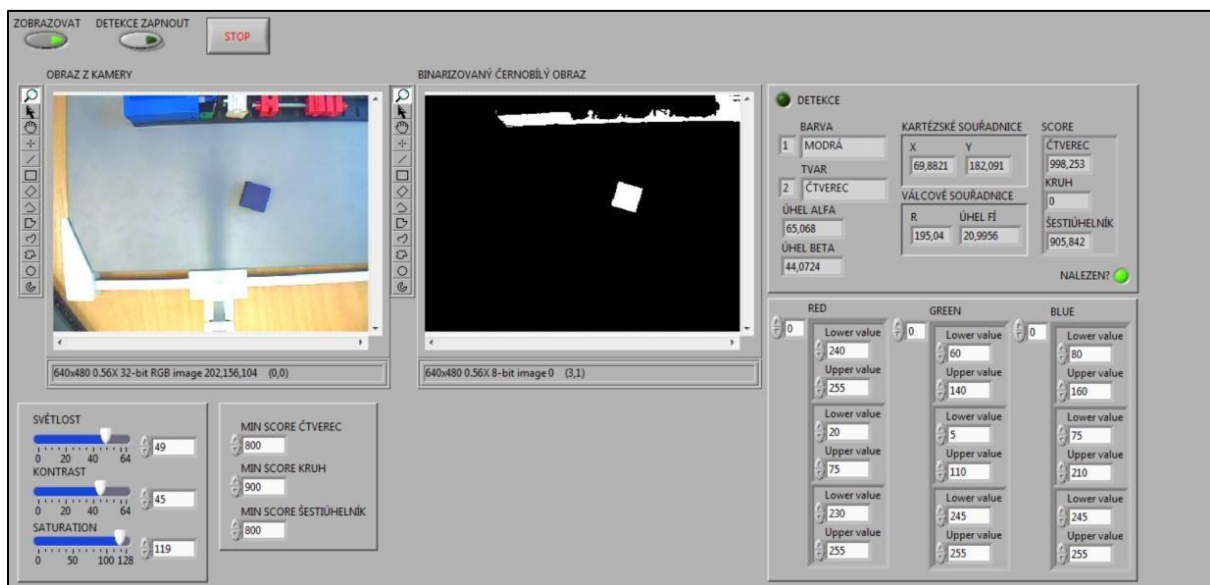 ZOBRAZOVAT DETEKCE ZAPNOUT
STOP
OBRAZ Z KAMERY
640x480 0.56X 32-bit RGB image 202,156,104 (0,0)
BINARIZOVANÝ ČERNOBÍLÝ OBRAZ
640x480 0.56X 8-bit image 0 (3,1)
DETEKCE
BARVA
1 MODRÁ
TVAR
2 ČTVEREC
ÚHEL ALFA
65,068
ÚHEL BETA
44,0724
KARTÉZSKÉ SOUŘADNICE
X Y
69,8821 182,091
VÁLCOVÉ SOUŘADNICE
R ÚHEL FÍ
195,04 20,9956
SCORE
ČTVEREC
998,253
KRUH
0
ŠESTIÚHELNÍK
905,842
NALEZEN?
SVĚTLOST
49
0 20 40 64
KONTRAST
45
0 20 40 64
SATURATION
119
0 50 100 128
MIN SCORE ČTVEREC
800
MIN SCORE KRUH
900
MIN SCORE ŠESTIÚHELNÍK
800
RED
0
Lower value
240
Upper value
255
Lower value
20
Upper value
75
Lower value
230
Upper value
255
GREEN
0
Lower value
60
Upper value
140
Lower value
5
Upper value
110
Lower value
245
Upper value
255
BLUE
0
Lower value
80
Upper value
160
Lower value
75
Upper value
210
Lower value
245
Upper value
255